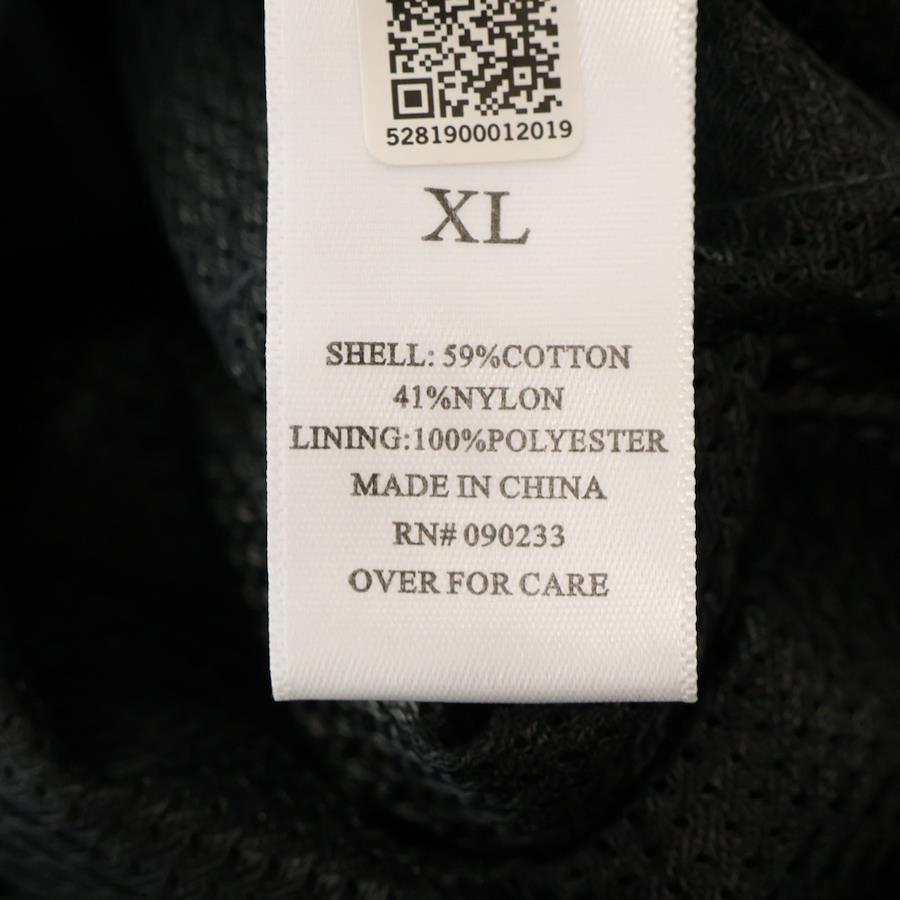 5281900012019
XL
SHELL: 59%COTTON
41%NYLON
LINING:100%POLYESTER
MADE IN CHINA
RN# 090233
OVER FOR CARE